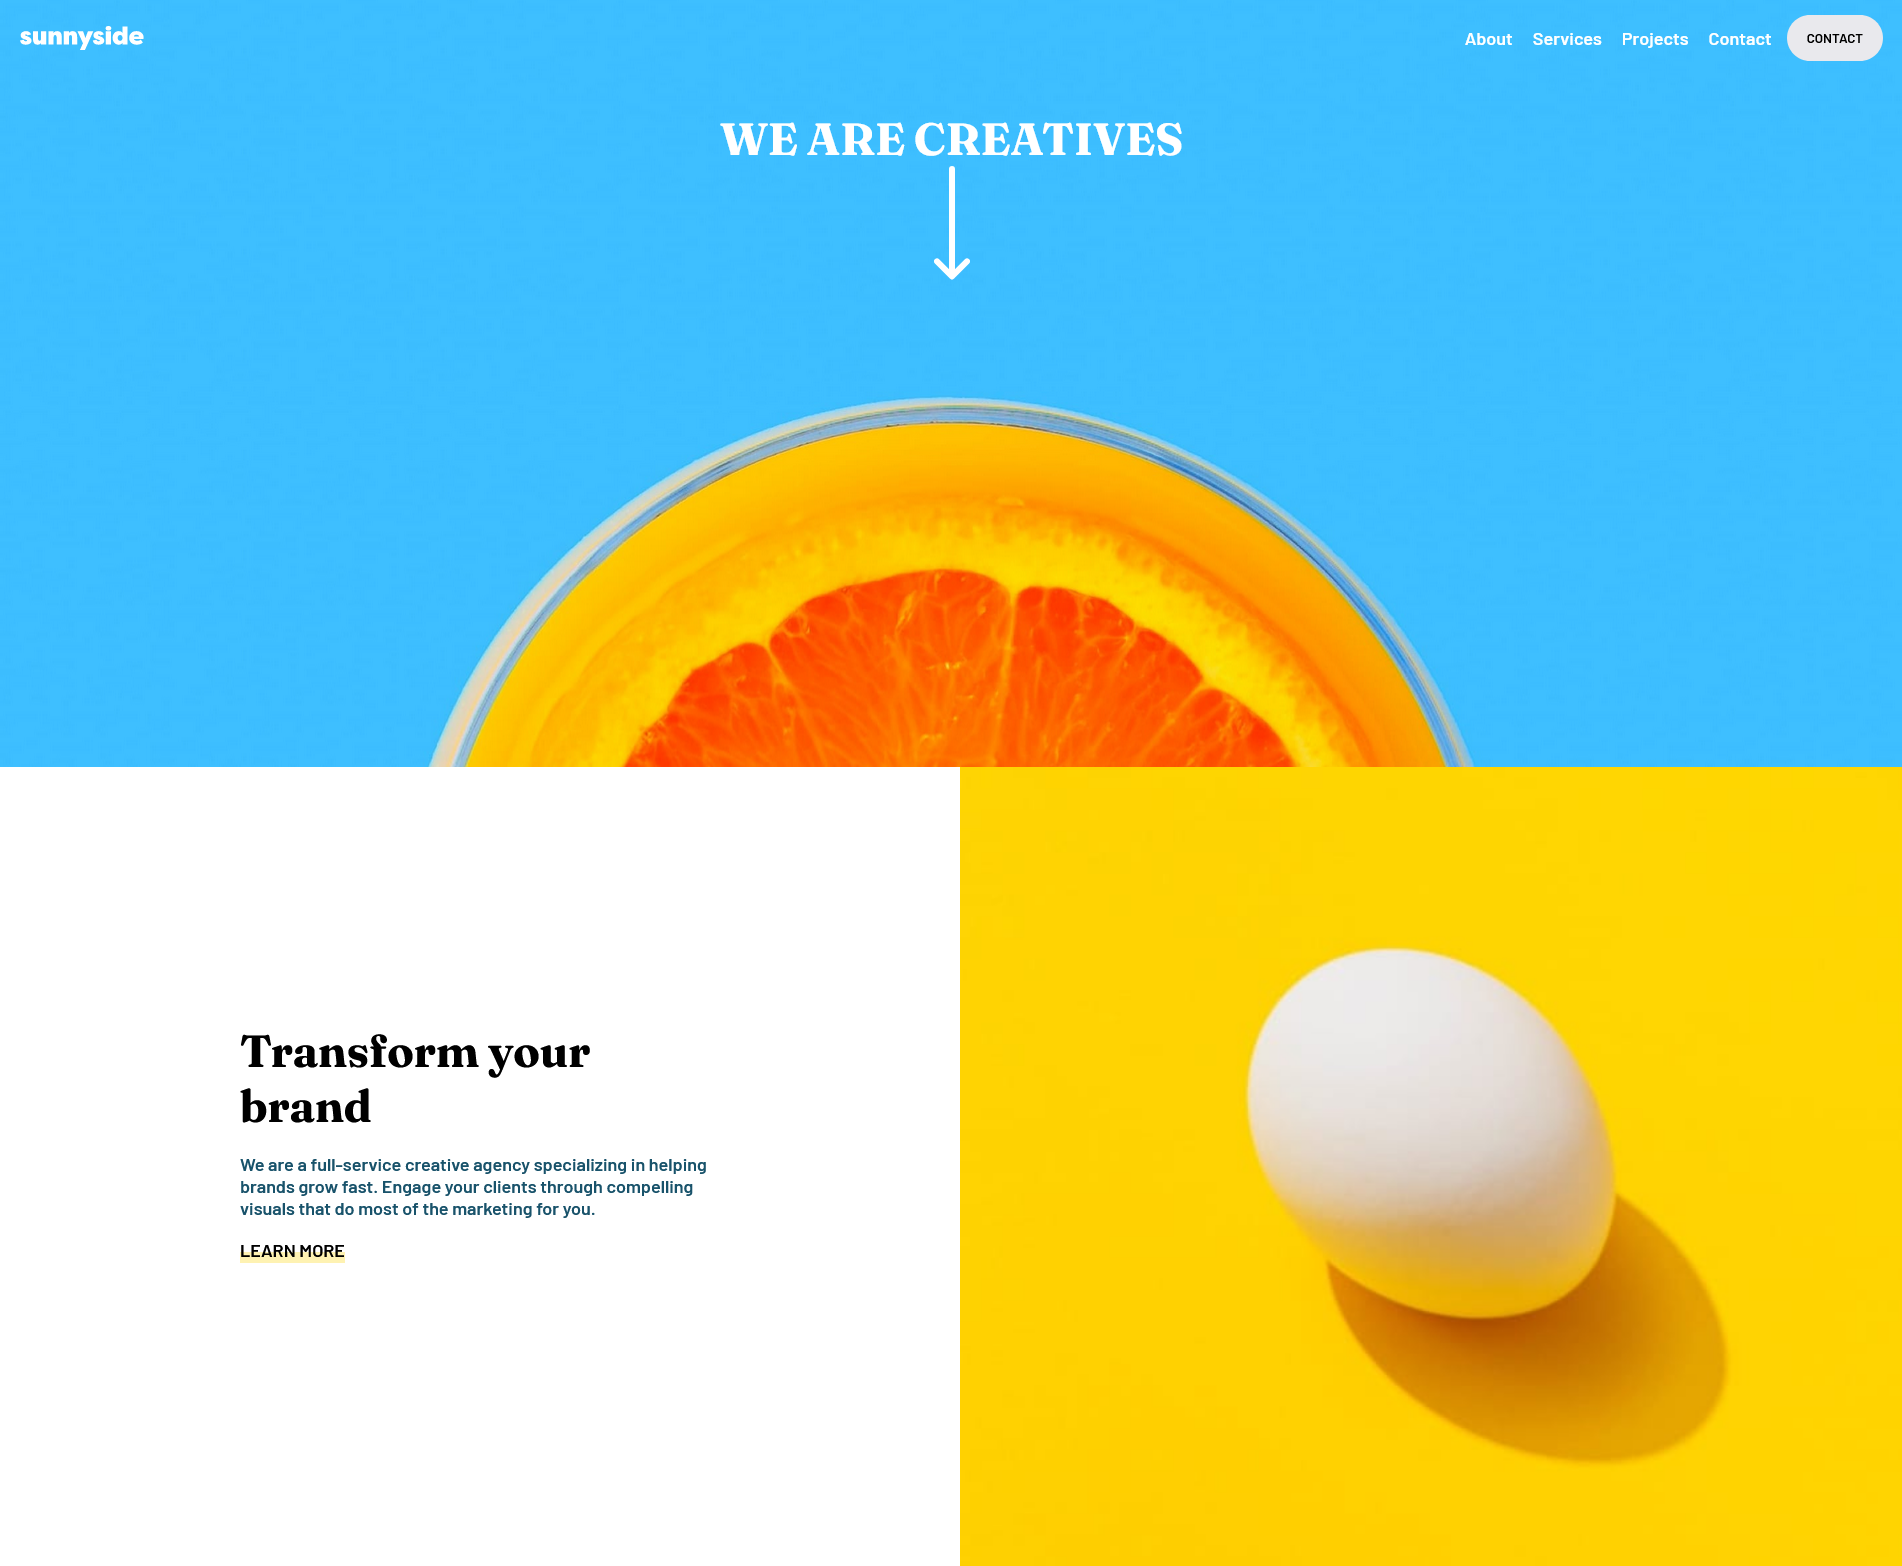 sunnyside
About Services Projects Contact CONTACT
WE ARE CREATIVES
Transform your
brand
We are a full-service creative agency specializing in helping
brands grow fast. Engage your clients through compelling
visuals that do most of the marketing for you.
LEARN MORE